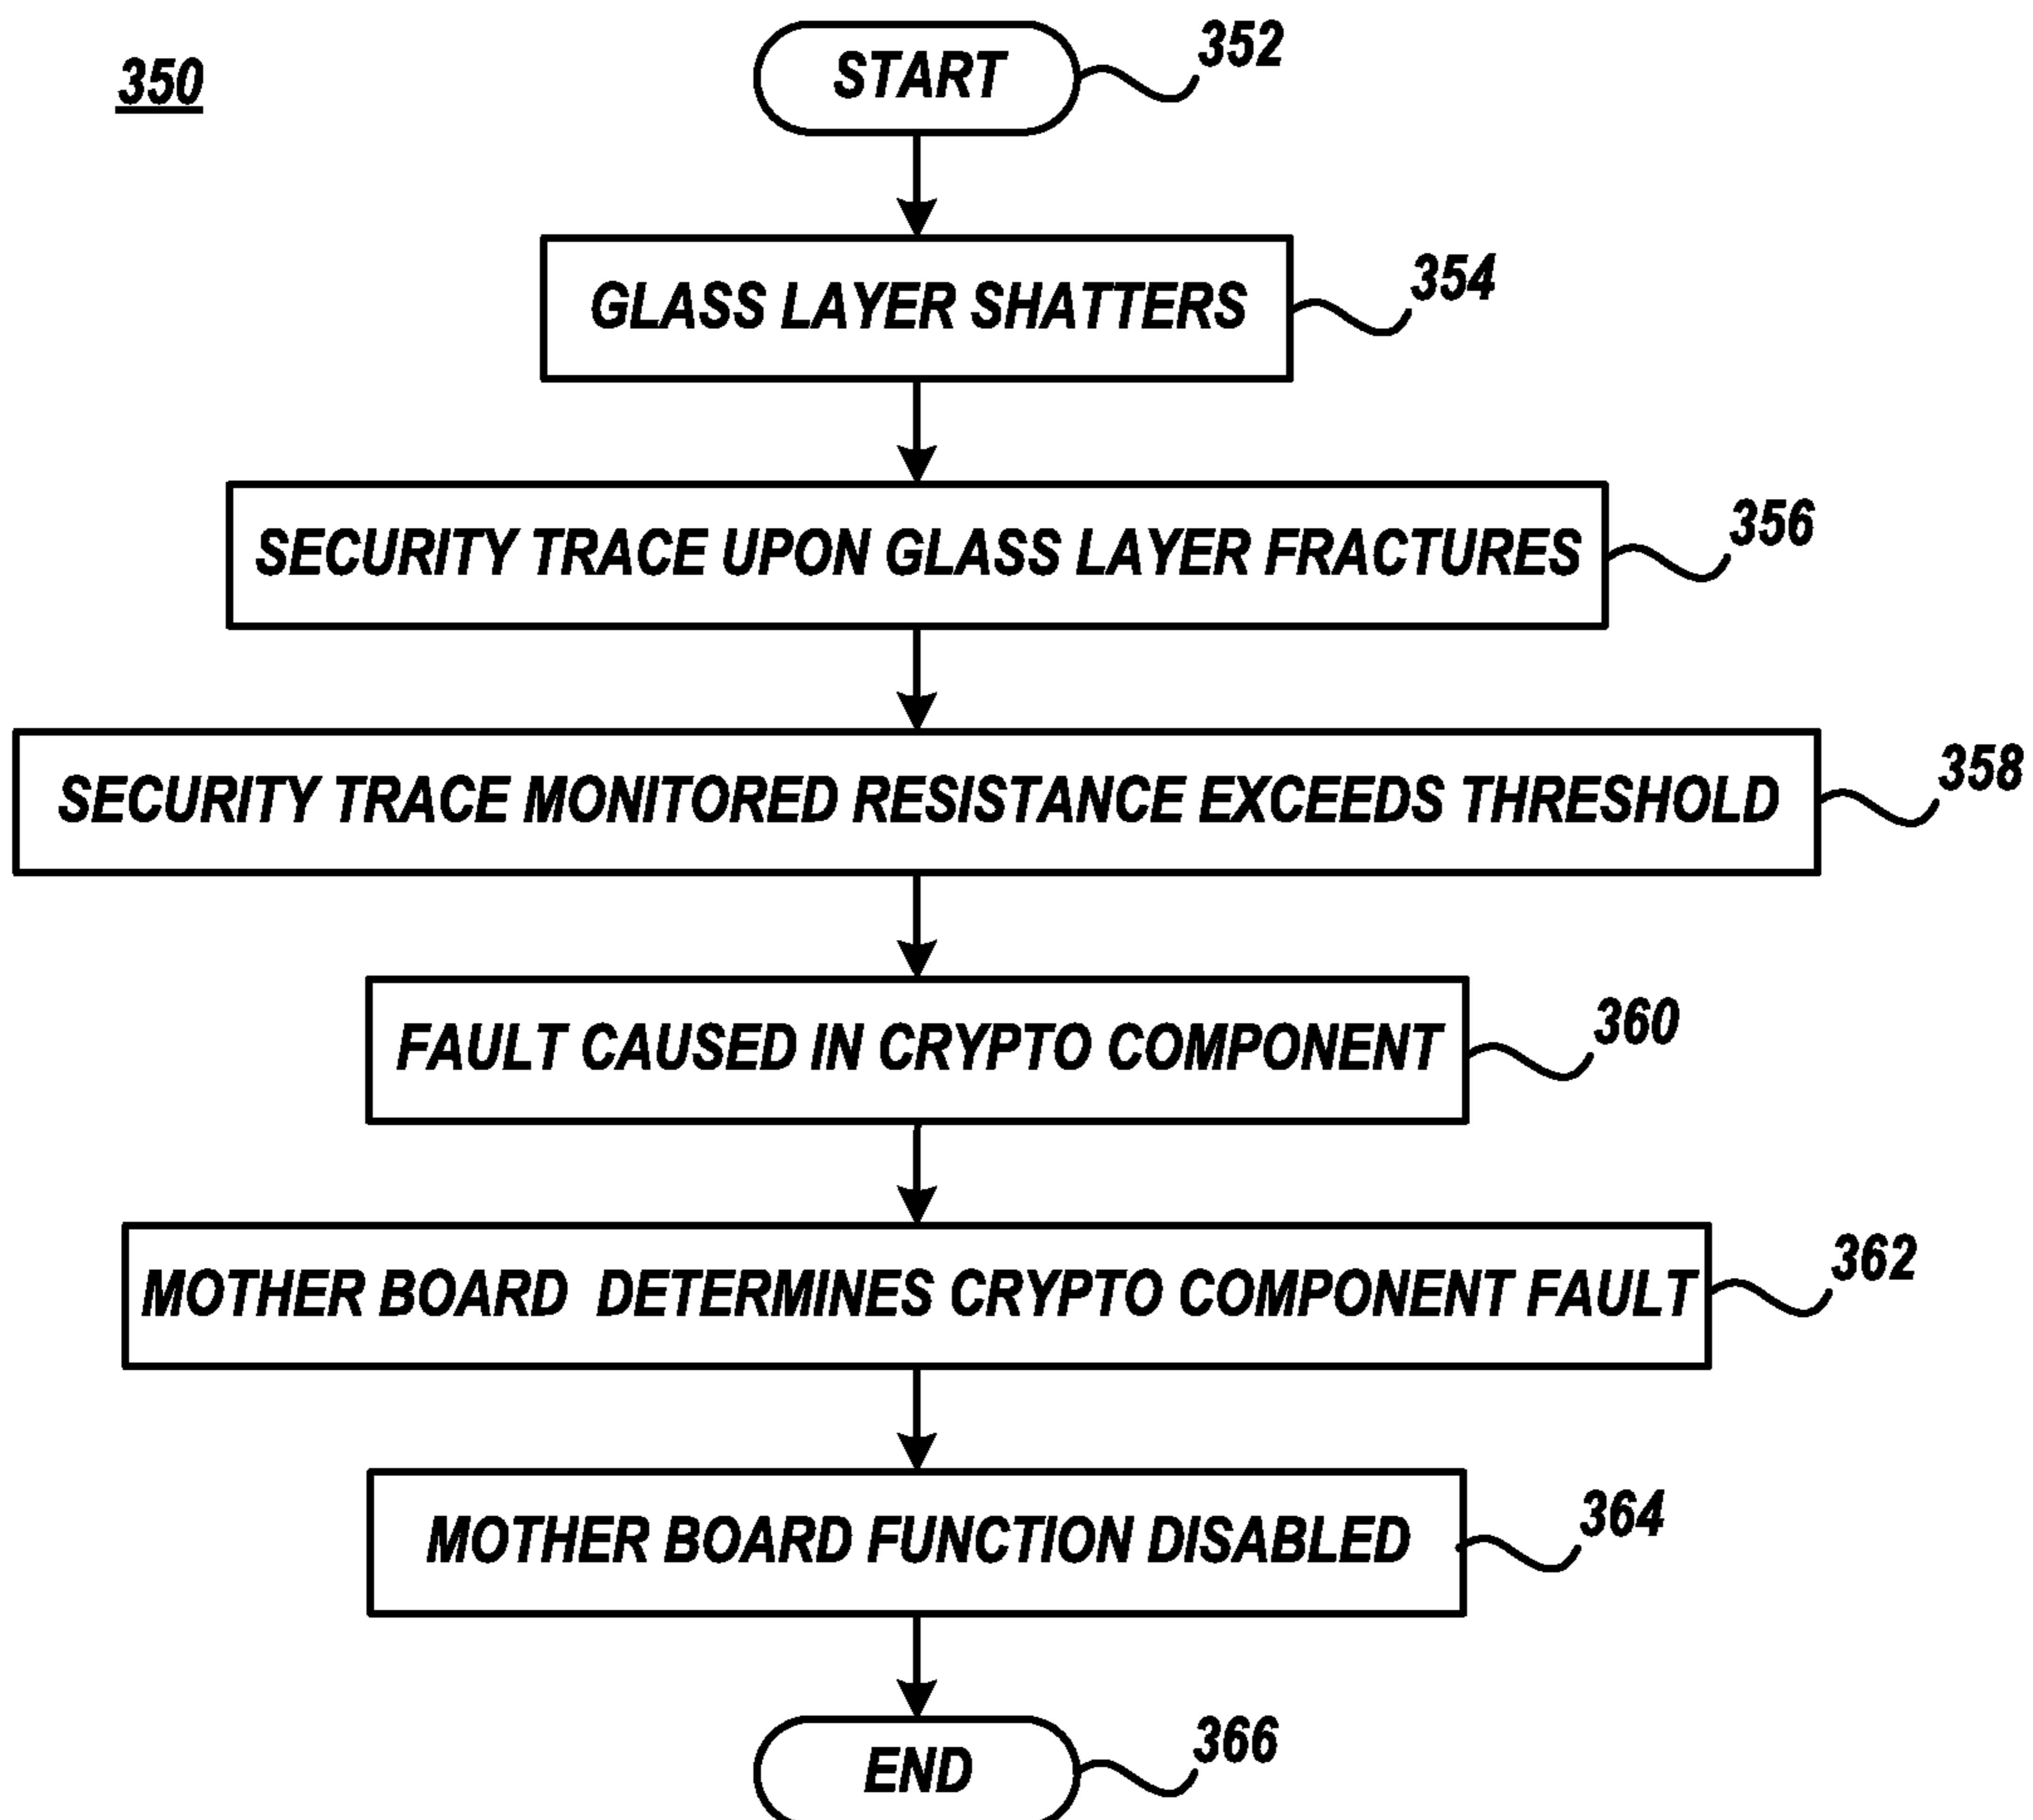 350
START
352
GLASS LAYER SHATTERS
354
SECURITY TRACE UPON GLASS LAYER FRACTURES
356
SECURITY TRACE MONITORED RESISTANCE EXCEEDS THRESHOLD
358
FAULT CAUSED IN CRYPTO COMPONENT
360
MOTHER BOARD DETERMINES CRYPTO COMPONENT FAULT
362
MOTHER BOARD FUNCTION DISABLED
364
END
366